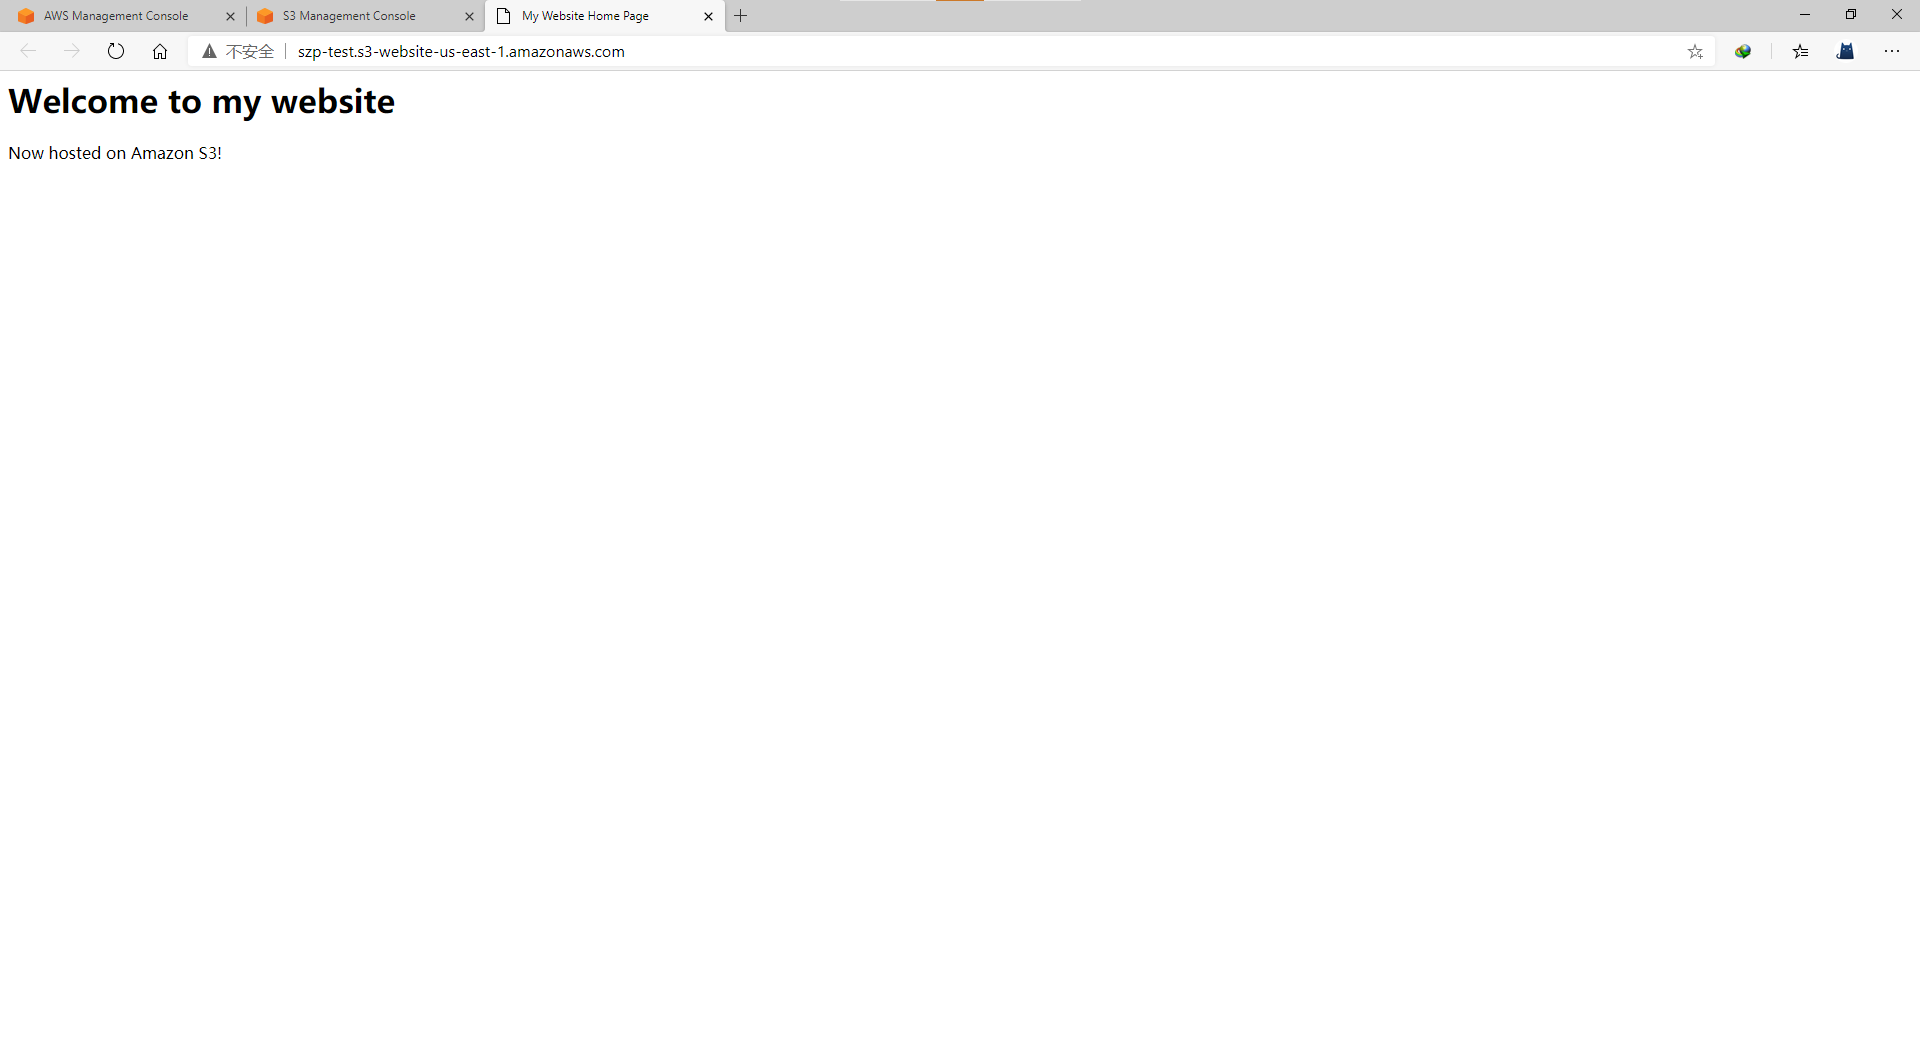 AWS Management Console
S3 Management Console
My Website Home Page
不安全
szp-test.s3-website-us-east-1.amazonaws.com
Welcome to my website
Now hosted on Amazon S3!